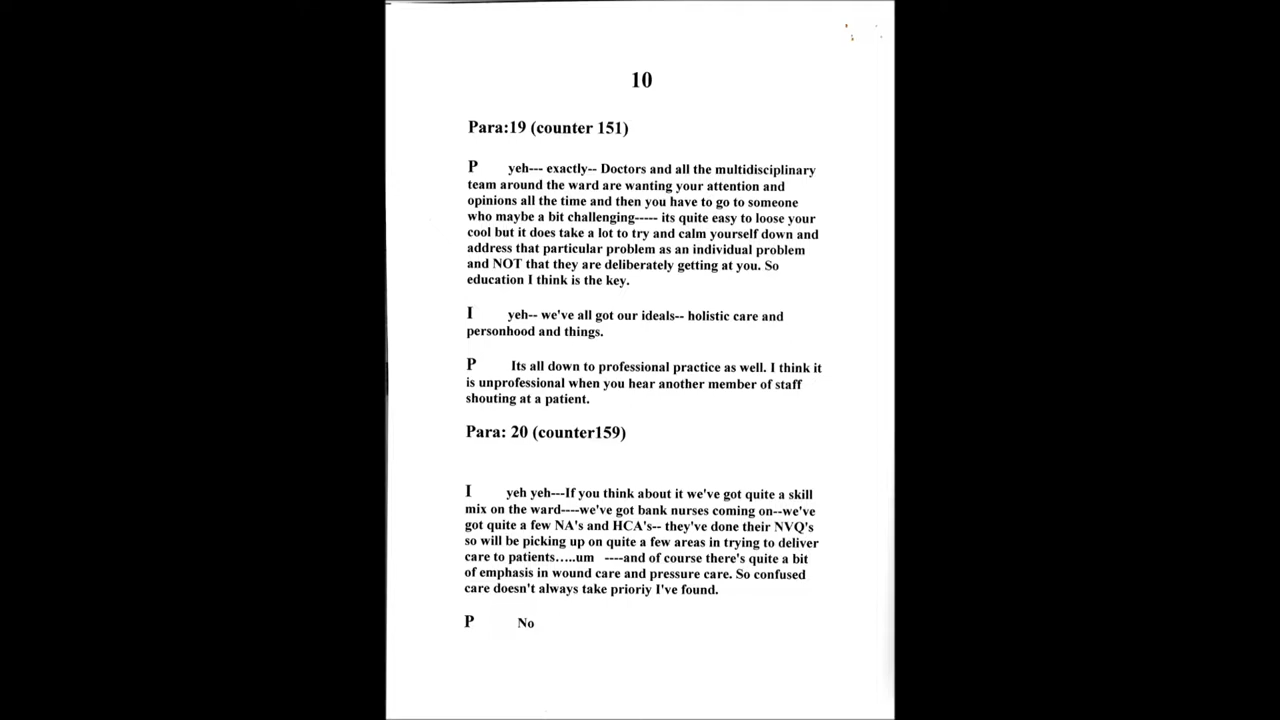 10
Para:19 (counter 151)
P yeh--- exactly-- Doctors and all the multidisciplinary
team around the ward are wanting your attention and
opinions all the time and then you have to go to someone
who maybe a bit challenging----- its quite easy to loose your
cool but it does take a lot to try and calm yourself down and
address that particular problem as an individual problem
and NOT that they are deliberately getting at you. So
education I think is the key.
I yeh-- we've all got our ideals-- holistic care and
personhood and things.
P Its all down to professional practice as well. I think it
is unprofessional when you hear another member of staff
shouting at a patient.
Para: 20 (counter159)
I yeh yeh---If you think about it we've got quite a skill
mix on the ward----we've got bank nurses coming on--we've
got quite a few NA's and HCA's-- they've done their NVQ's
so will be picking up on quite a few areas in trying to deliver
care to patients…..um ----and of course there's quite a bit
of emphasis in wound care and pressure care. So confused
care doesn't always take prioriy I've found.
P No